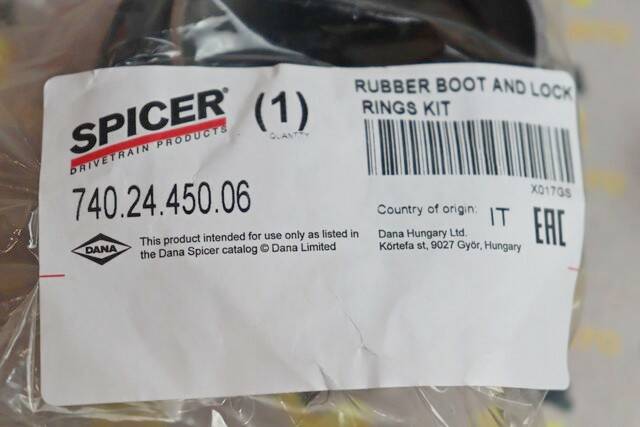 SPICER®
DRIVETRAIN PRODUCTS
(1)
QUANTITY
RUBBER BOOT AND LOCK
RINGS KIT
X017GS
740.24.450.06
Country of origin: IT
Dana Hungary Ltd.
Körtefa st, 9027 Győr, Hungary
EAC
DANA
This product intended for use only as listed in
the Dana Spicer catalog © Dana Limited